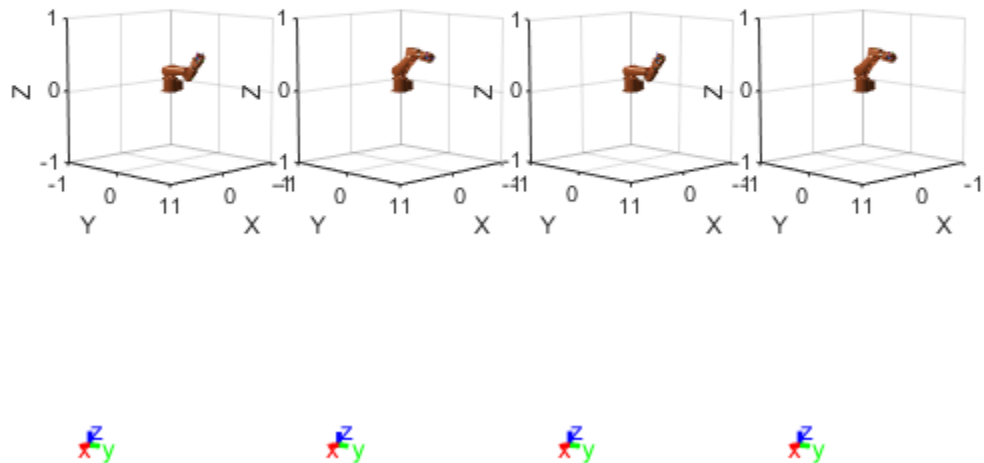 1 1 1 1
Z 0 Z 0 Z 0 Z 0
-1 -1 -1 -1
-1 0 11 0 -11 0 11 0 -11 0 11 0 -11 0 11 0 -1
Y X Y X Y X Y X
z z z z
x y x y x y x y